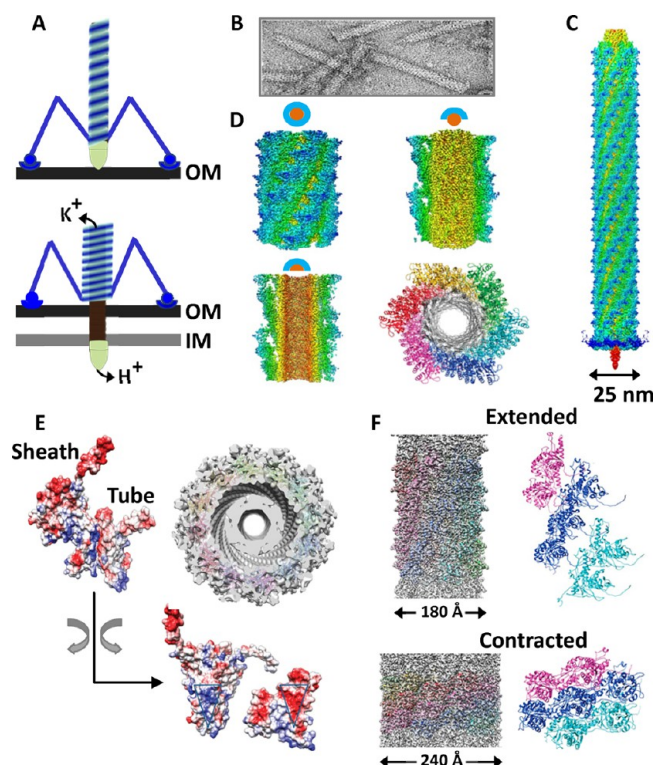 A
OM
K+
OM
IM
H+
B
C
D
25 nm
E
Sheath
Tube
F
Extended
180 Å
Contracted
240 Å